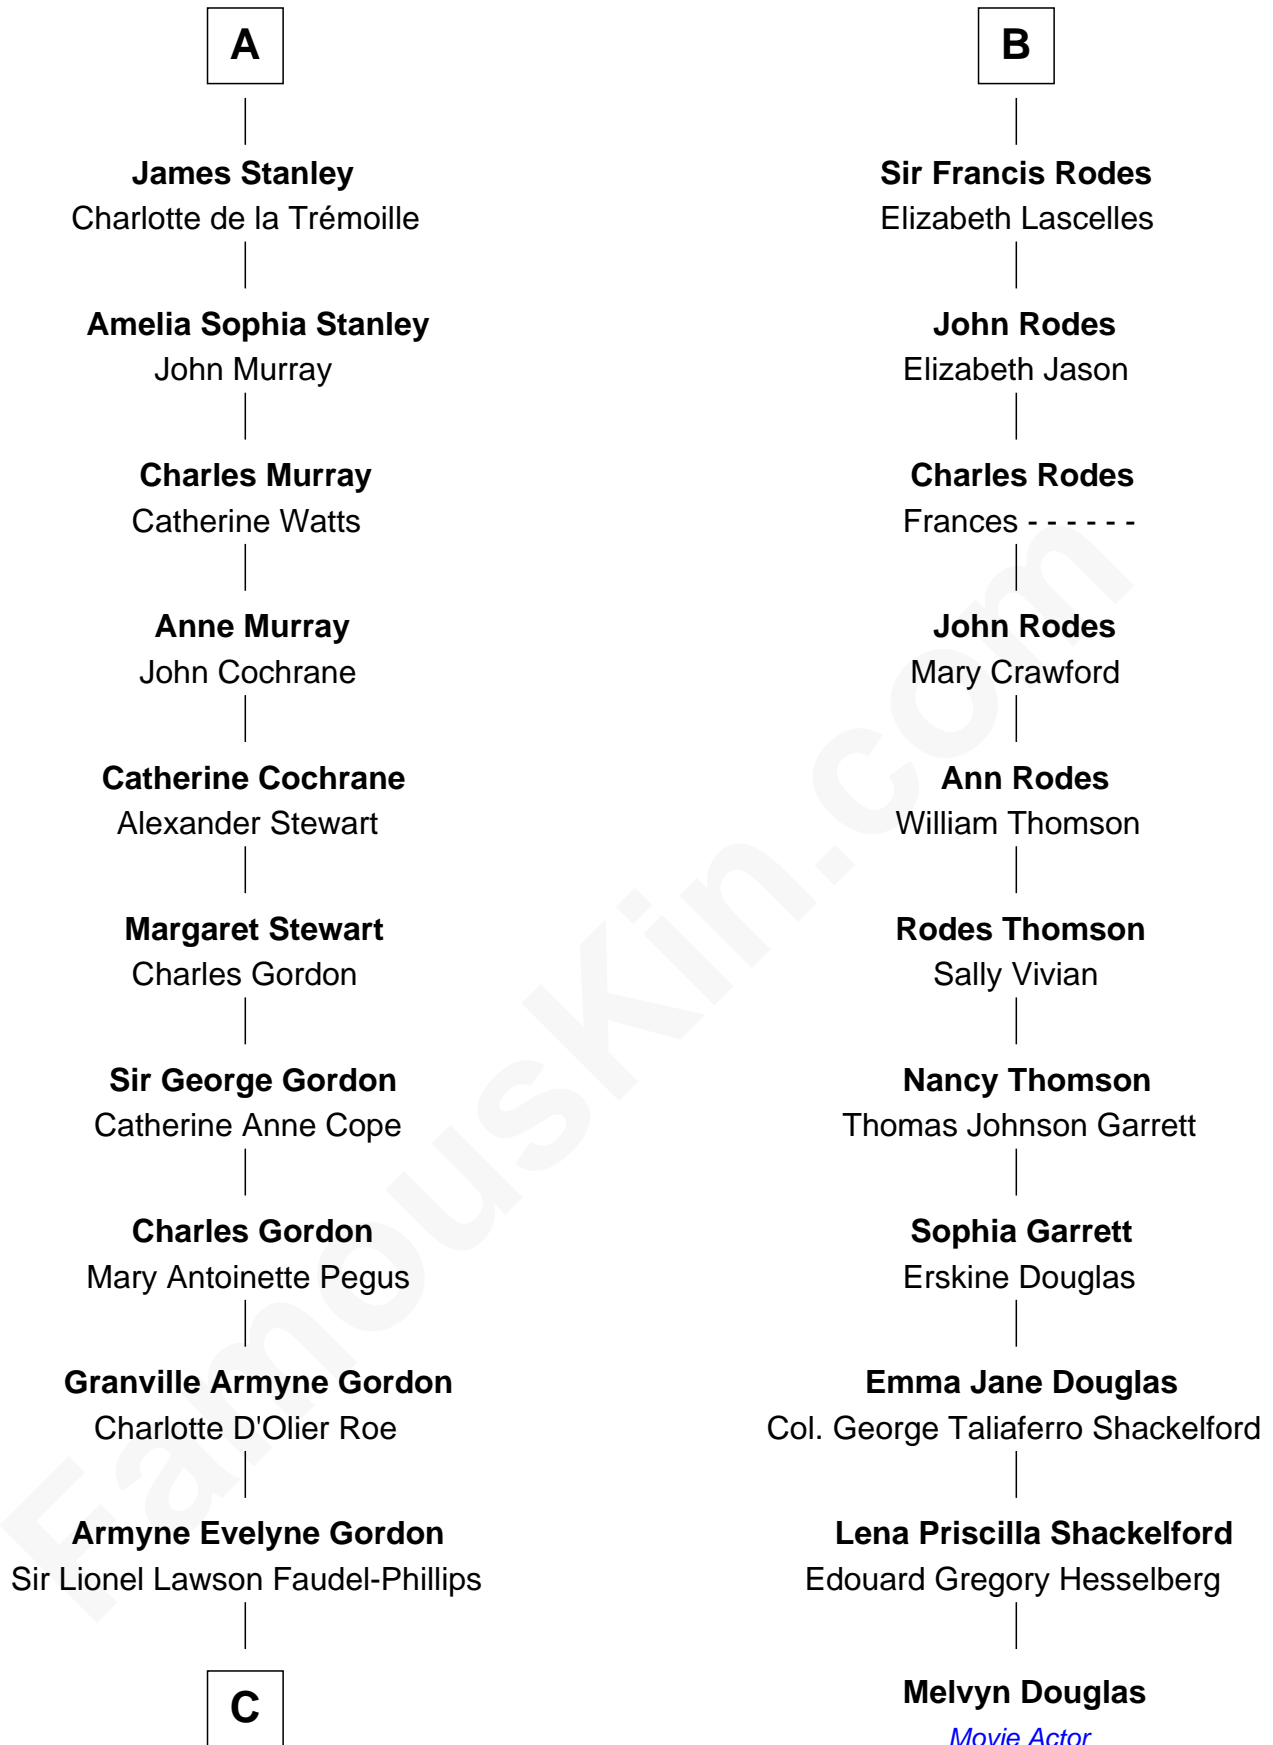 A
James Stanley
Charlotte de la Trémoille
Amelia Sophia Stanley
John Murray
Charles Murray
Catherine Watts
Anne Murray
John Cochrane
Catherine Cochrane
Alexander Stewart
Margaret Stewart
Charles Gordon
Sir George Gordon
Catherine Anne Cope
Charles Gordon
Mary Antoinette Pegus
Granville Armyne Gordon
Charlotte D'Olier Roe
Armyne Evelyne Gordon
Sir Lionel Lawson Faudel-Phillips
C
B
Sir Francis Rodes
Elizabeth Lascelles
John Rodes
Elizabeth Jason
Charles Rodes
Frances - - - - - -
John Rodes
Mary Crawford
Ann Rodes
William Thomson
Rodes Thomson
Sally Vivian
Nancy Thomson
Thomas Johnson Garrett
Sophia Garrett
Erskine Douglas
Emma Jane Douglas
Col. George Taliaferro Shackelford
Lena Priscilla Shackelford
Edouard Gregory Hesselberg
Melvyn Douglas
Movie Actor
FamousKin.com